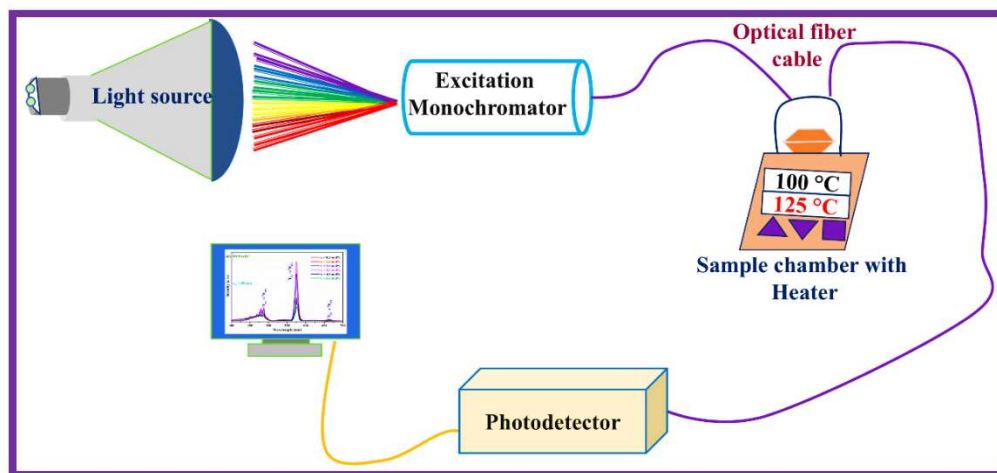 Light source
Excitation
Monochromator
Optical fiber
cable
100 °C
125 °C
Sample chamber with
Heater
Photodetector